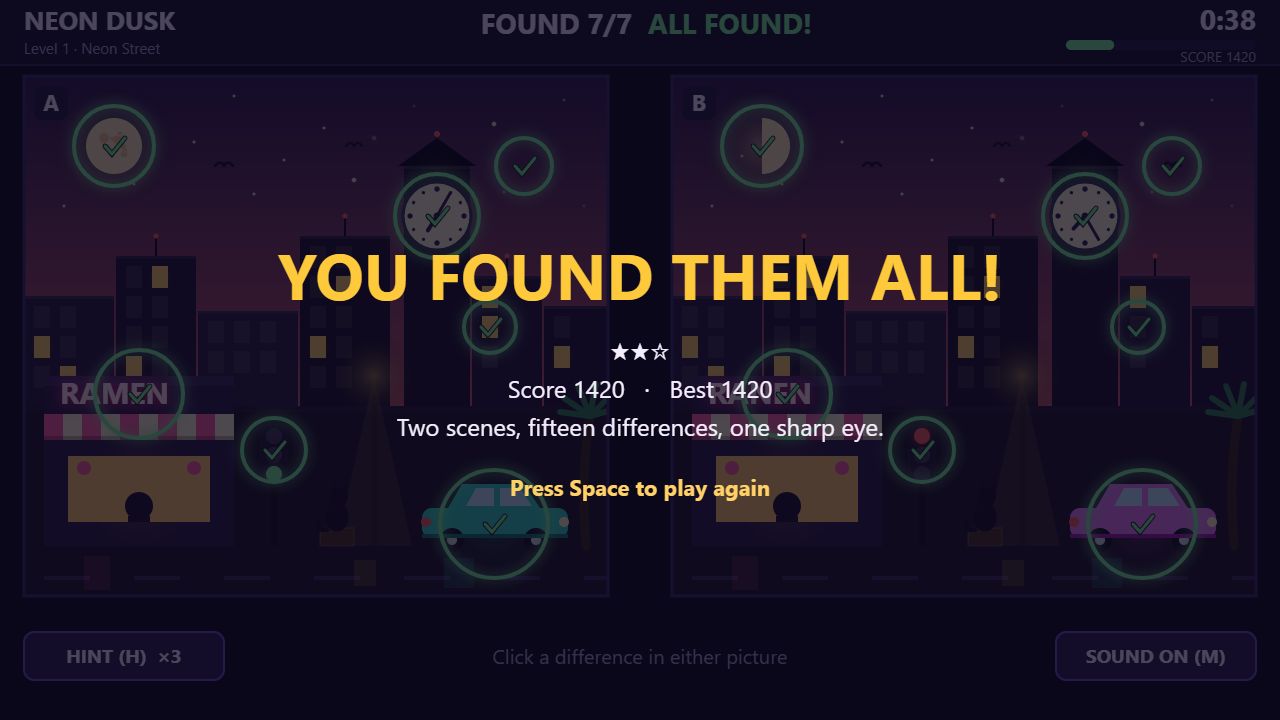 NEON DUSK
Level 1 · Neon Street
FOUND 7/7 ALL FOUND!
0:38
SCORE 1420
A
B
YOU FOUND THEM ALL!
★★☆
RAMEN
RAMEN
Score 1420 · Best 1420
Two scenes, fifteen differences, one sharp eye.
Press Space to play again
HINT (H) ×3
Click a difference in either picture
SOUND ON (M)